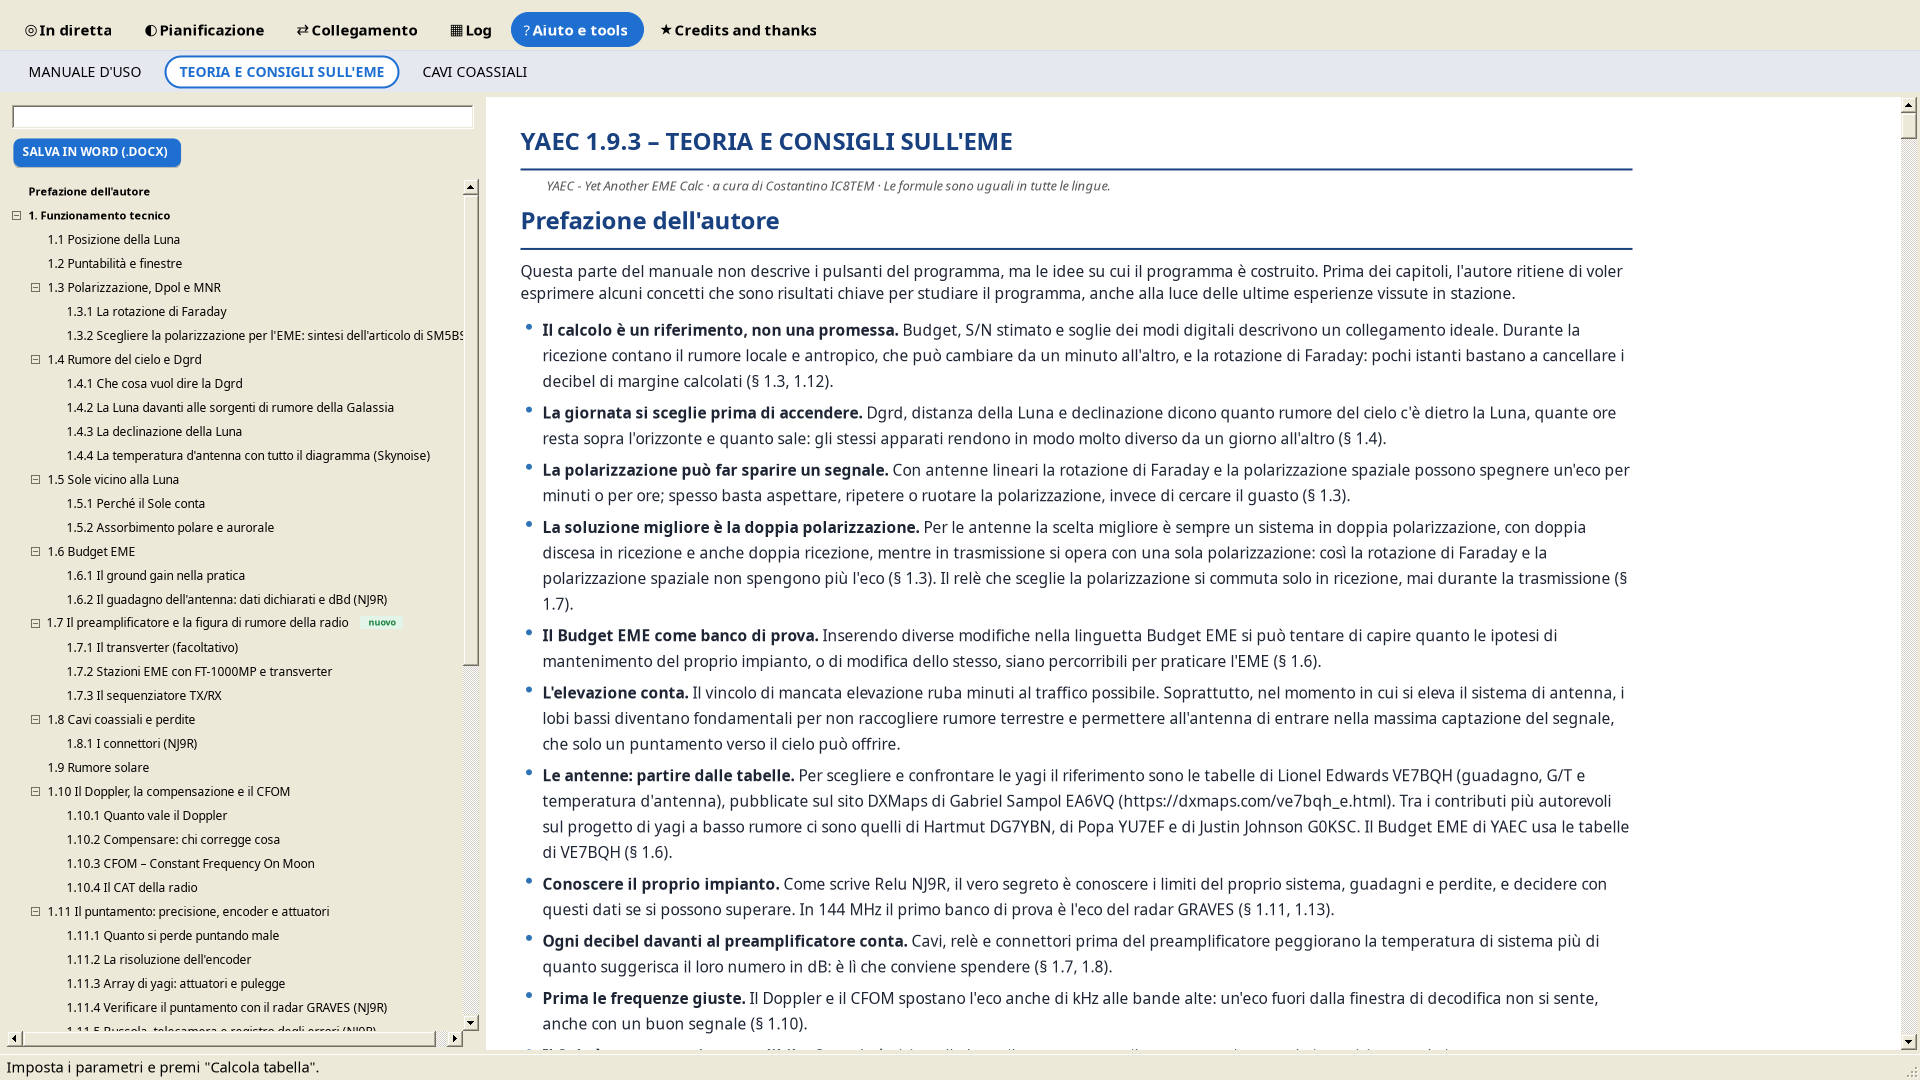 ◎ In diretta ◐ Pianificazione ⇄ Collegamento ▦ Log ? Aiuto e tools ★ Credits and thanks
MANUALE D'USO TEORIA E CONSIGLI SULL'EME CAVI COASSIALI
SALVA IN WORD (.DOCX)
Prefazione dell'autore
1. Funzionamento tecnico
1.1 Posizione della Luna
1.2 Puntabilità e finestre
1.3 Polarizzazione, Dpol e MNR
1.3.1 La rotazione di Faraday
1.3.2 Scegliere la polarizzazione per l'EME: sintesi dell'articolo di SM5BS
1.4 Rumore del cielo e Dgrd
1.4.1 Che cosa vuol dire la Dgrd
1.4.2 La Luna davanti alle sorgenti di rumore della Galassia
1.4.3 La declinazione della Luna
1.4.4 La temperatura d'antenna con tutto il diagramma (Skynoise)
1.5 Sole vicino alla Luna
1.5.1 Perché il Sole conta
1.5.2 Assorbimento polare e aurorale
1.6 Budget EME
1.6.1 Il ground gain nella pratica
1.6.2 Il guadagno dell'antenna: dati dichiarati e dBd (NJ9R)
1.7 Il preamplificatore e la figura di rumore della radio nuovo
1.7.1 Il transverter (facoltativo)
1.7.2 Stazioni EME con FT-1000MP e transverter
1.7.3 Il sequenziatore TX/RX
1.8 Cavi coassiali e perdite
1.8.1 I connettori (NJ9R)
1.9 Rumore solare
1.10 Il Doppler, la compensazione e il CFOM
1.10.1 Quanto vale il Doppler
1.10.2 Compensare: chi corregge cosa
1.10.3 CFOM – Constant Frequency On Moon
1.10.4 Il CAT della radio
1.11 Il puntamento: precisione, encoder e attuatori
1.11.1 Quanto si perde puntando male
1.11.2 La risoluzione dell'encoder
1.11.3 Array di yagi: attuatori e pulegge
1.11.4 Verificare il puntamento con il radar GRAVES (NJ9R)
1.11.5 Bussola, telecamera e registro degli errori (NJ9R)
YAEC 1.9.3 – TEORIA E CONSIGLI SULL'EME
YAEC - Yet Another EME Calc · a cura di Costantino IC8TEM · Le formule sono uguali in tutte le lingue.
Prefazione dell'autore
Questa parte del manuale non descrive i pulsanti del programma, ma le idee su cui il programma è costruito. Prima dei capitoli, l'autore ritiene di voler
esprimere alcuni concetti che sono risultati chiave per studiare il programma, anche alla luce delle ultime esperienze vissute in stazione.
• Il calcolo è un riferimento, non una promessa. Budget, S/N stimato e soglie dei modi digitali descrivono un collegamento ideale. Durante la
ricezione contano il rumore locale e antropico, che può cambiare da un minuto all'altro, e la rotazione di Faraday: pochi istanti bastano a cancellare i
decibel di margine calcolati (§ 1.3, 1.12).
• La giornata si sceglie prima di accendere. Dgrd, distanza della Luna e declinazione dicono quanto rumore del cielo c'è dietro la Luna, quante ore
resta sopra l'orizzonte e quanto sale: gli stessi apparati rendono in modo molto diverso da un giorno all'altro (§ 1.4).
• La polarizzazione può far sparire un segnale. Con antenne lineari la rotazione di Faraday e la polarizzazione spaziale possono spegnere un'eco per
minuti o per ore; spesso basta aspettare, ripetere o ruotare la polarizzazione, invece di cercare il guasto (§ 1.3).
• La soluzione migliore è la doppia polarizzazione. Per le antenne la scelta migliore è sempre un sistema in doppia polarizzazione, con doppia
discesa in ricezione e anche doppia ricezione, mentre in trasmissione si opera con una sola polarizzazione: così la rotazione di Faraday e la
polarizzazione spaziale non spengono più l'eco (§ 1.3). Il relè che sceglie la polarizzazione si commuta solo in ricezione, mai durante la trasmissione (§
1.7).
• Il Budget EME come banco di prova. Inserendo diverse modifiche nella linguetta Budget EME si può tentare di capire quanto le ipotesi di
mantenimento del proprio impianto, o di modifica dello stesso, siano percorribili per praticare l'EME (§ 1.6).
• L'elevazione conta. Il vincolo di mancata elevazione ruba minuti al traffico possibile. Soprattutto, nel momento in cui si eleva il sistema di antenna, i
lobi bassi diventano fondamentali per non raccogliere rumore terrestre e permettere all'antenna di entrare nella massima captazione del segnale,
che solo un puntamento verso il cielo può offrire.
• Le antenne: partire dalle tabelle. Per scegliere e confrontare le yagi il riferimento sono le tabelle di Lionel Edwards VE7BQH (guadagno, G/T e
temperatura d'antenna), pubblicate sul sito DXMaps di Gabriel Sampol EA6VQ (https://dxmaps.com/ve7bqh_e.html). Tra i contributi più autorevoli
sul progetto di yagi a basso rumore ci sono quelli di Hartmut DG7YBN, di Popa YU7EF e di Justin Johnson G0KSC. Il Budget EME di YAEC usa le tabelle
di VE7BQH (§ 1.6).
• Conoscere il proprio impianto. Come scrive Relu NJ9R, il vero segreto è conoscere i limiti del proprio sistema, guadagni e perdite, e decidere con
questi dati se si possono superare. In 144 MHz il primo banco di prova è l'eco del radar GRAVES (§ 1.11, 1.13).
• Ogni decibel davanti al preamplificatore conta. Cavi, relè e connettori prima del preamplificatore peggiorano la temperatura di sistema più di
quanto suggerisca il loro numero in dB: è lì che conviene spendere (§ 1.7, 1.8).
• Prima le frequenze giuste. Il Doppler e il CFOM spostano l'eco anche di kHz alle bande alte: un'eco fuori dalla finestra di decodifica non si sente,
anche con un buon segnale (§ 1.10).
Imposta i parametri e premi "Calcola tabella".